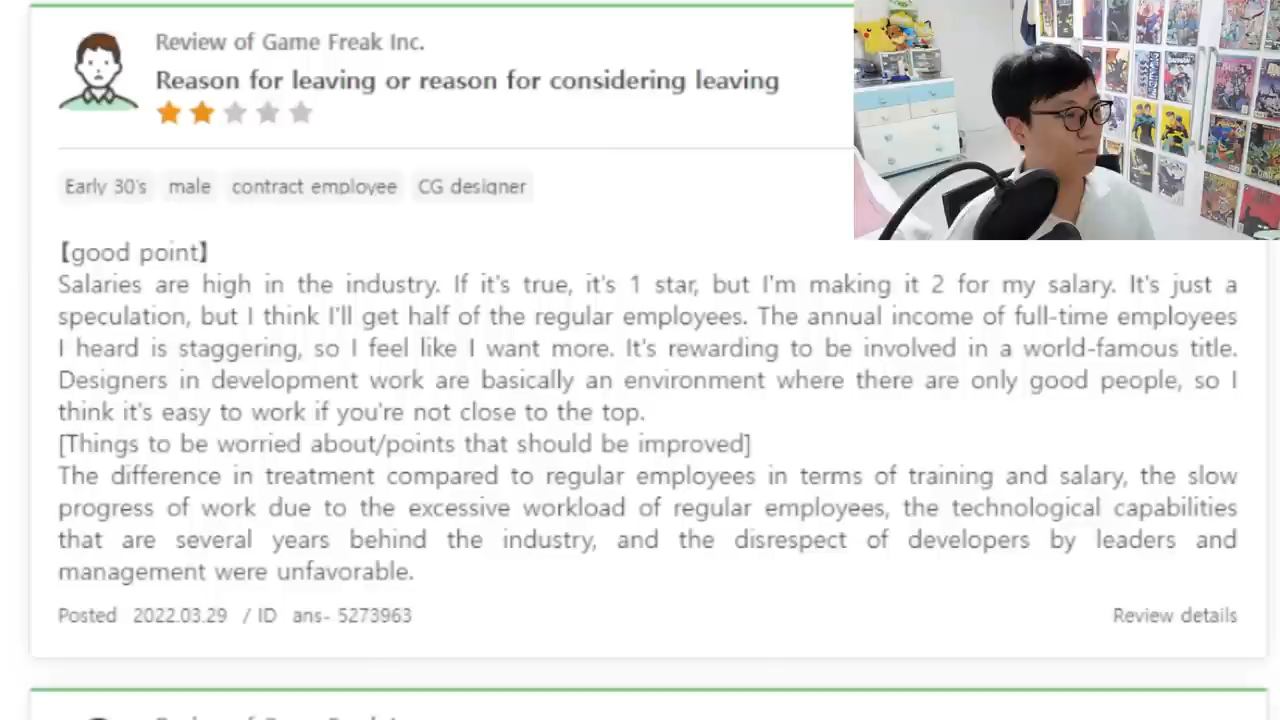 Review of Game Freak Inc.
Reason for leaving or reason for considering leaving
Early 30's male contract employee CG designer
【good point】
Salaries are high in the industry. If it's true, it's 1 star, but I'm making it 2 for my salary. It's just a
speculation, but I think I'll get half of the regular employees. The annual income of full-time employees
I heard is staggering, so I feel like I want more. It's rewarding to be involved in a world-famous title.
Designers in development work are basically an environment where there are only good people, so I
think it's easy to work if you're not close to the top.
[Things to be worried about/points that should be improved]
The difference in treatment compared to regular employees in terms of training and salary, the slow
progress of work due to the excessive workload of regular employees, the technological capabilities
that are several years behind the industry, and the disrespect of developers by leaders and
management were unfavorable.
Posted 2022.03.29 / ID ans- 5273963
Review details